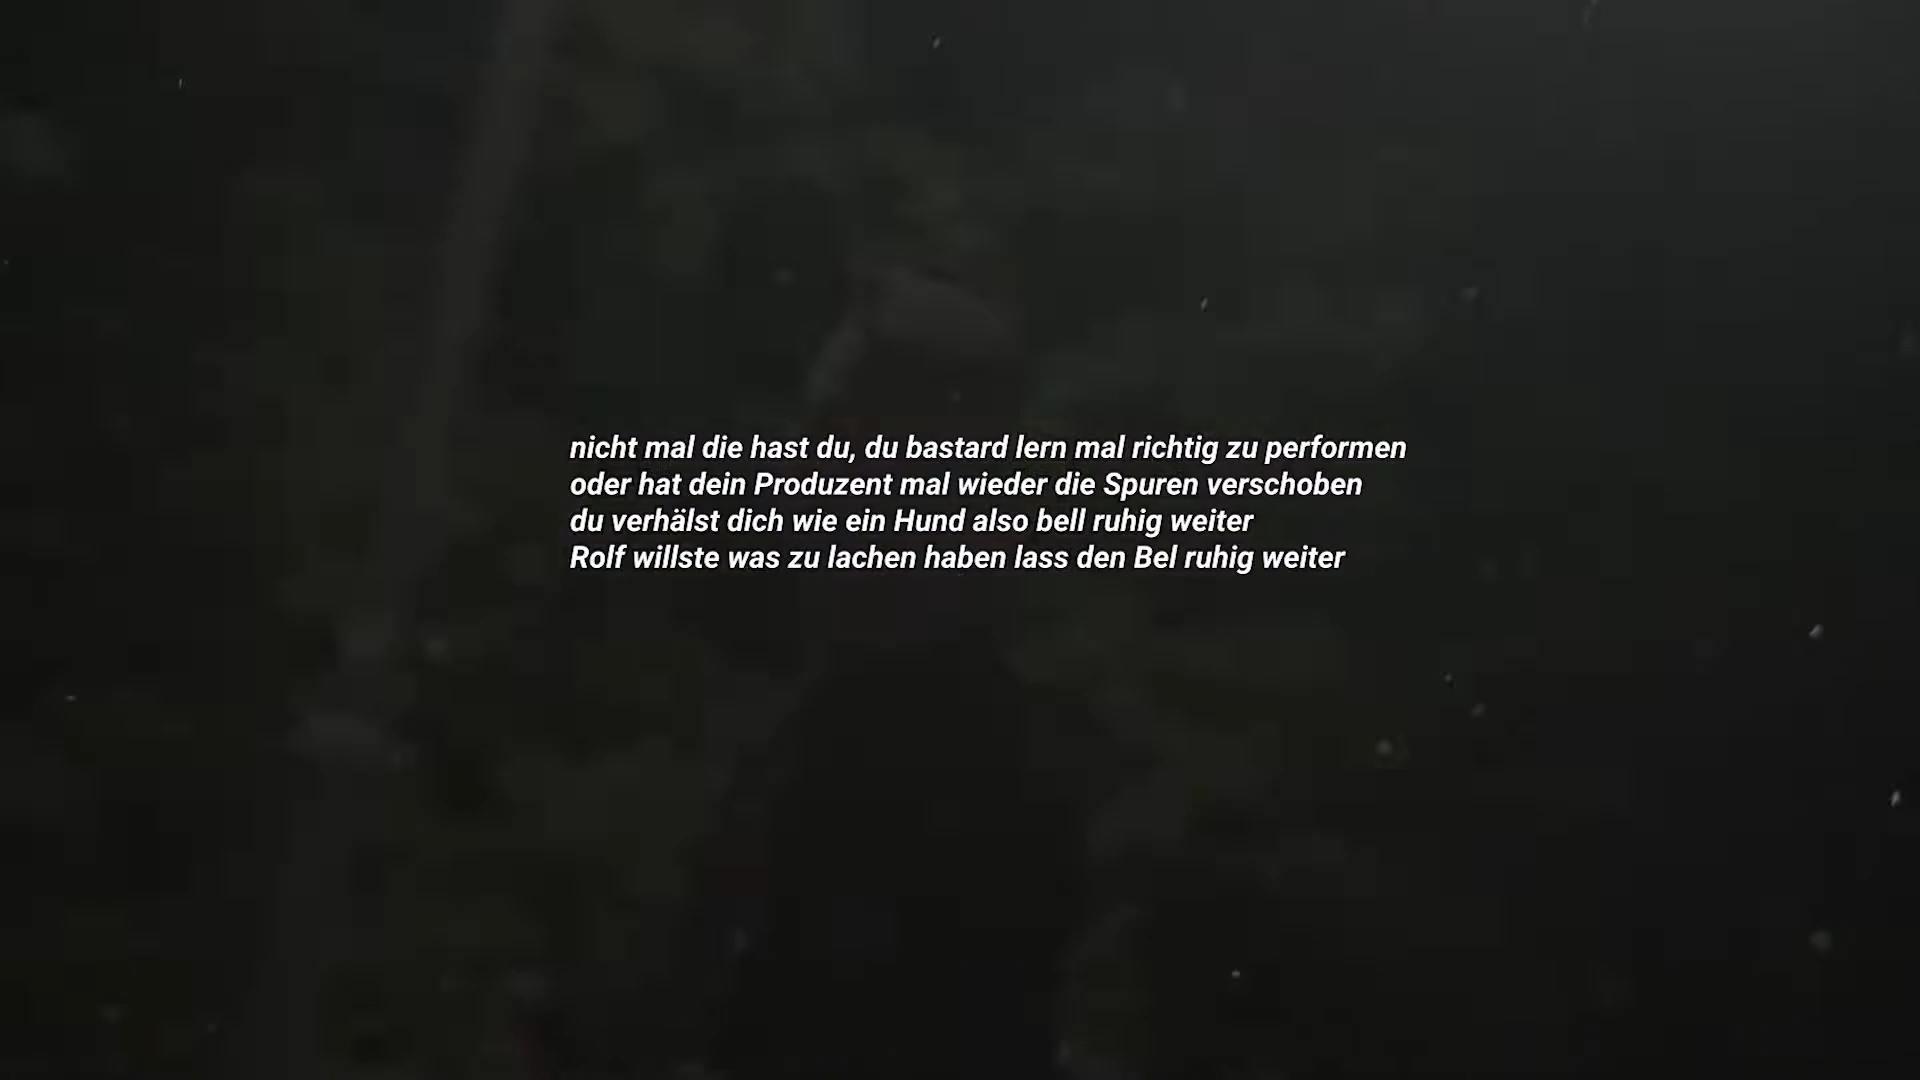 nicht mal die hast du, du bastard lern mal richtig zu performen
oder hat dein Produzent mal wieder die Spuren verschoben
du verhälst dich wie ein Hund also bell ruhig weiter
Rolf willste was zu lachen haben lass den Bel ruhig weiter